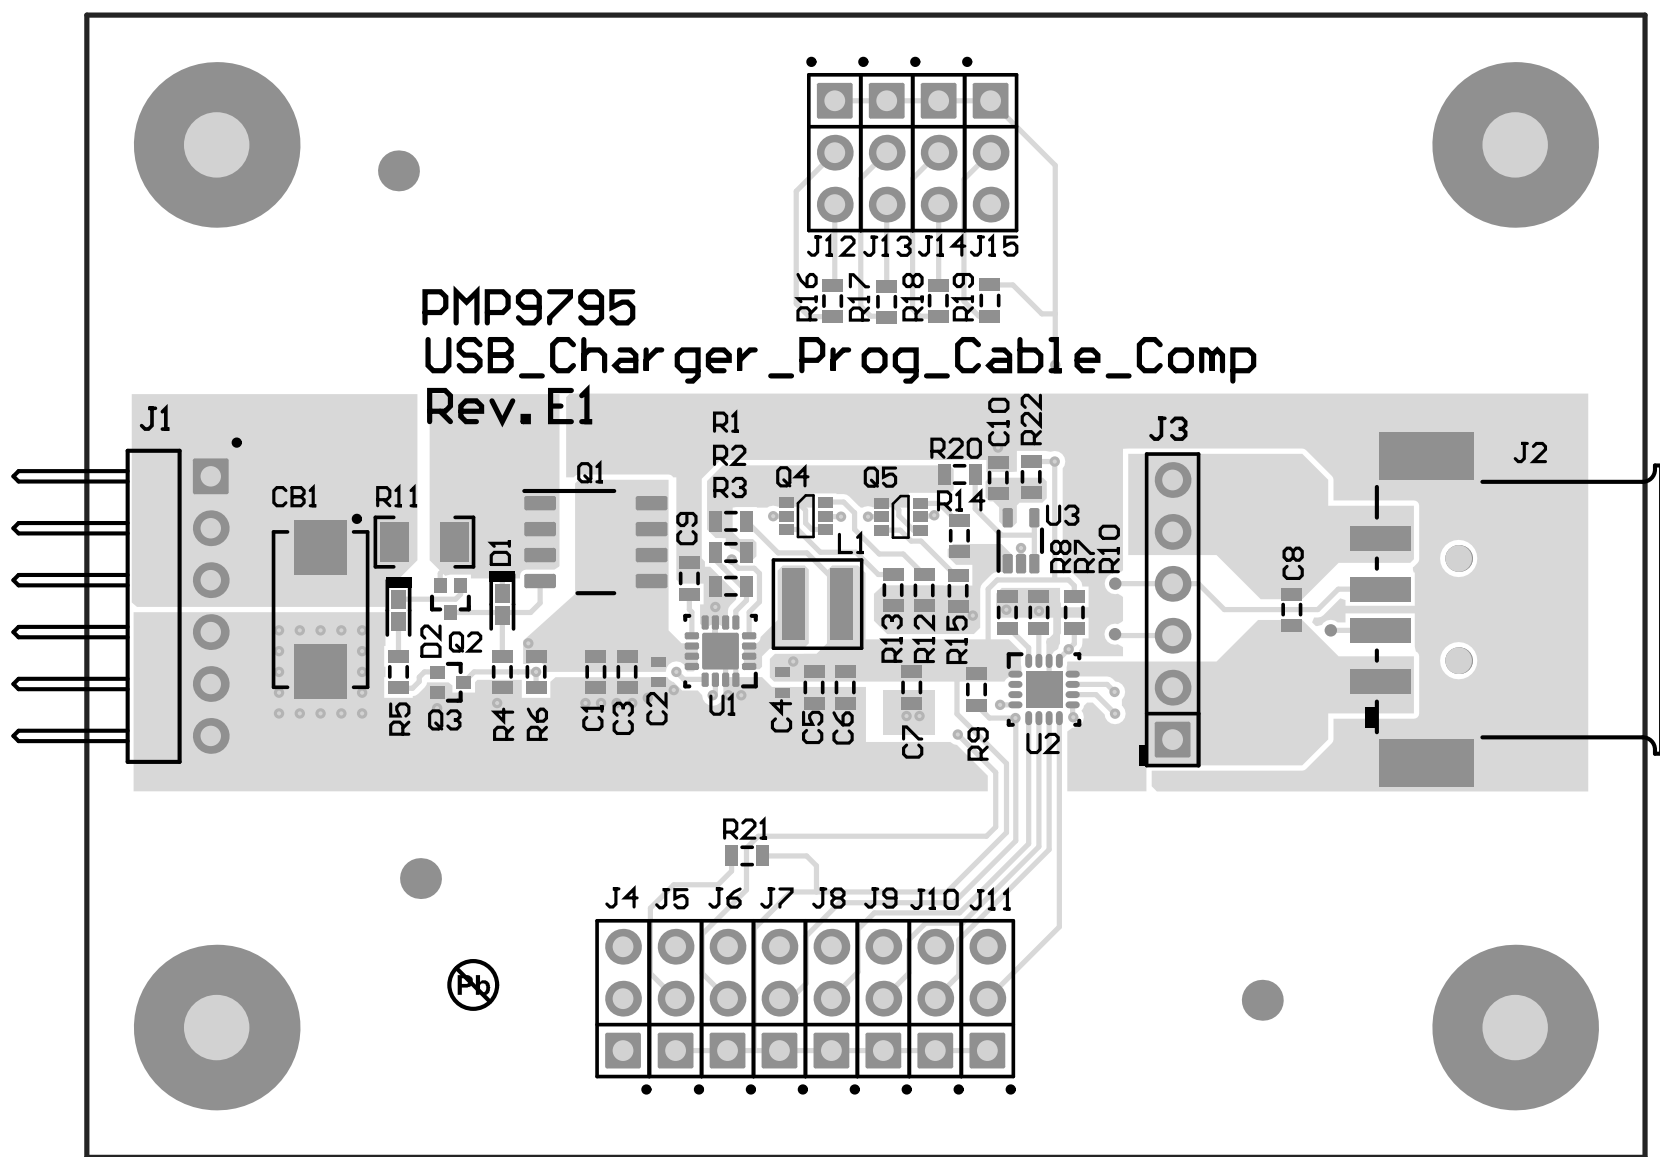 J12 J13 J14 J15
R16 R17 R18 R19
PMP9795
USB_Charger_Prog_Cable_Comp
Rev.E1
J1
R1
R2
R3
C10
R22
J3
J2
CB1
R11
Q1
Q4
Q5
R20
R14
U3
D1
C9
L1
R8
R7
R10
C8
D2
Q2
R13
R12
R15
R5
Q3
R4
R6
C1
C3
C2
U1
C4
C5
C6
C7
R9
U2
R21
J4 J5 J6 J7 J8 J9 J10 J11
Pb